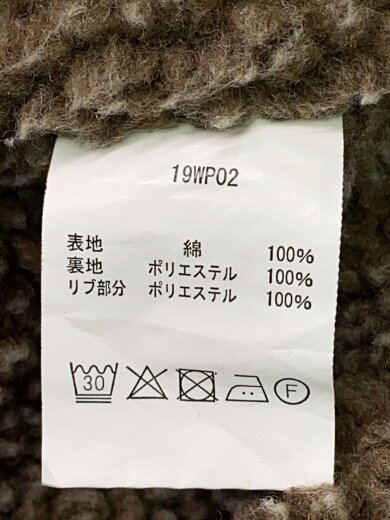 19WP02
表地 綿 100%
裏地 ポリエステル 100%
リブ部分 ポリエステル 100%
30 F